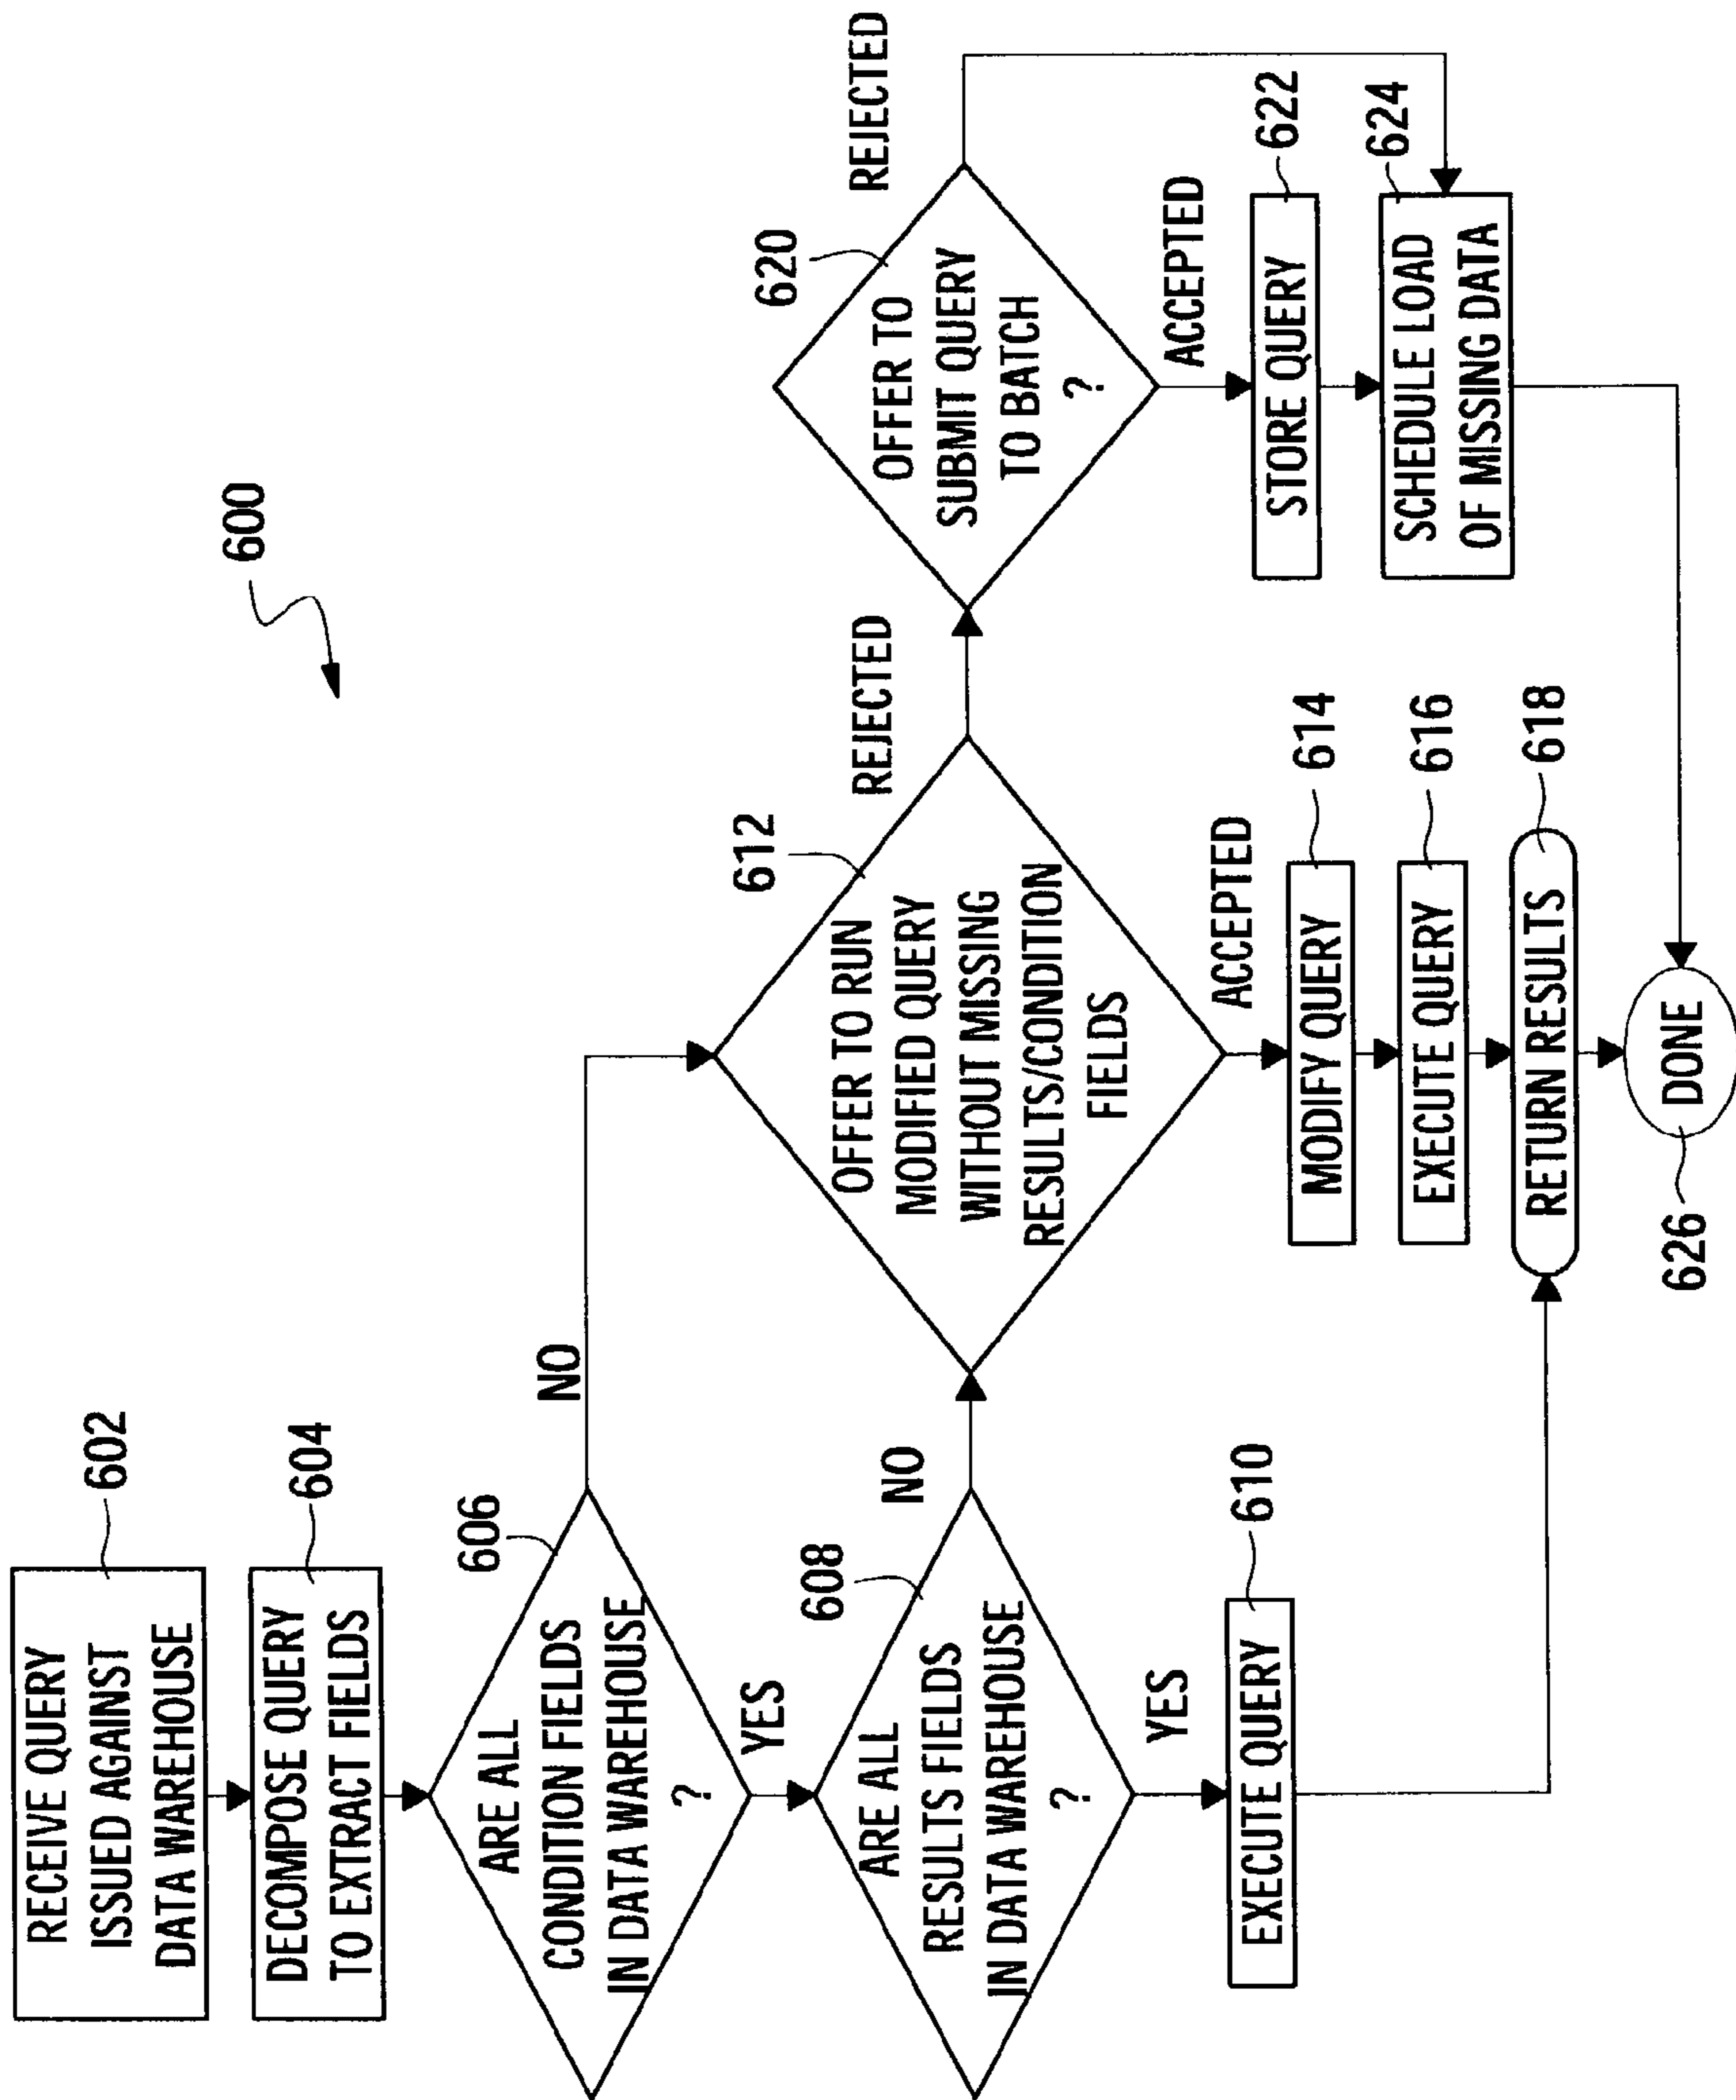 600
RECEIVE QUERY
ISSUED AGAINST
DATA WAREHOUSE
602
DECOMPOSE QUERY
TO EXTRACT FIELDS
604
ARE ALL
CONDITION FIELDS
IN DATA WAREHOUSE
?
606
NO
YES
ARE ALL
RESULTS FIELDS
IN DATA WAREHOUSE
?
608
NO
YES
EXECUTE QUERY
610
OFFER TO RUN
MODIFIED QUERY
WITHOUT MISSING
RESULTS/CONDITION
FIELDS
612
REJECTED
ACCEPTED
MODIFY QUERY
614
EXECUTE QUERY
616
RETURN RESULTS
618
OFFER TO
SUBMIT QUERY
TO BATCH
?
620
REJECTED
ACCEPTED
STORE QUERY
622
SCHEDULE LOAD
OF MISSING DATA
624
DONE
626